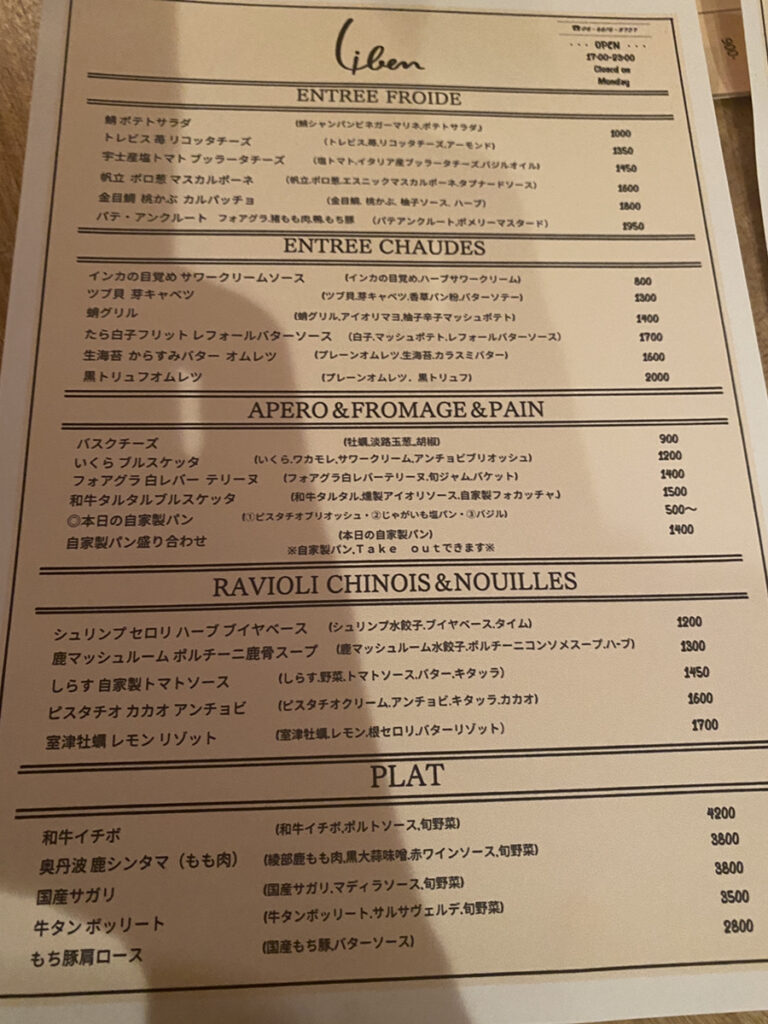 Liben
OPEN
17:00-23:00
Closed on
Monday
ENTREE FROIDE
鯖 ポテトサラダ (鯖シャンパンビネガーマリネ,ポテトサラダ,) 1000
トレビス 苺 リコッタチーズ (トレビス,苺,リコッタチーズ,アーモンド) 1350
宇土産塩トマト ブッラータチーズ (塩トマト,イタリア産ブッラータチーズ,バジルオイル) 1450
帆立 ポロ葱 マスカルポーネ (帆立,ポロ葱,エスニックマスカルポーネ,タプナードソース) 1600
金目鯛 桃かぶ カルパッチョ (金目鯛, 桃かぶ, 柚子ソース, ハーブ) 1800
パテ・アンクルート フォアグラ,猪もも肉,鴨,もち豚 (パテアンクルート,ポメリーマスタード) 1950
ENTREE CHAUDES
インカの目覚め サワークリームソース (インカの目覚め,ハーブサワークリーム) 800
ツブ貝 芽キャベツ (ツブ貝,芽キャベツ,香草パン粉,バターソテー) 1300
蛸グリル (蛸グリル,アイオリマヨ,柚子辛子マッシュポテト) 1400
たら白子フリット レフォールバターソース (白子,マッシュポテト,レフォールバターソース) 1700
生海苔 からすみバター オムレツ (プレーンオムレツ,生海苔,カラスミバター) 1600
黒トリュフオムレツ (プレーンオムレツ, 黒トリュフ) 2000
APERO&FROMAGE&PAIN
バスクチーズ (牡蠣,淡路玉葱,,胡椒) 900
いくら ブルスケッタ (いくら,ワカモレ,サワークリーム,アンチョビブリオッシュ) 1200
フォアグラ 白レバー テリーヌ (フォアグラ白レバーテリーヌ,旬ジャム,バケット) 1400
和牛タルタルブルスケッタ (和牛タルタル,燻製アイオリソース,自家製フォカッチャ,) 1500
◎本日の自家製パン (①ピスタチオブリオッシュ・②じゃがいも塩パン・③バジル) 500〜
自家製パン盛り合わせ (本日の自家製パン) 1400
※自家製パン,Take outできます※
RAVIOLI CHINOIS&NOUILLES
シュリンプ セロリ ハーブ ブイヤベース (シュリンプ水餃子,ブイヤベース,タイム) 1200
鹿マッシュルーム ポルチーニ鹿骨スープ (鹿マッシュルーム水餃子,ポルチーニコンソメスープ,ハーブ) 1300
しらす 自家製トマトソース (しらす,野菜,トマトソース,バター,キタッラ) 1450
ピスタチオ カカオ アンチョビ (ピスタチオクリーム,アンチョビ,キタッラ,カカオ) 1600
室津牡蠣 レモン リゾット (室津牡蠣,レモン,根セロリ,バターリゾット) 1700
PLAT
和牛イチボ (和牛イチボ,ポルトソース,旬野菜) 4200
奥丹波 鹿シンタマ（もも肉） (綾部鹿もも肉,黒大蒜味噌,赤ワインソース,旬野菜) 3800
国産サガリ (国産サガリ,マディラソース,旬野菜) 3800
牛タン ボッリート (牛タンボッリート,サルサヴェルデ,旬野菜) 3500
もち豚肩ロース (国産もち豚,バターソース) 2800